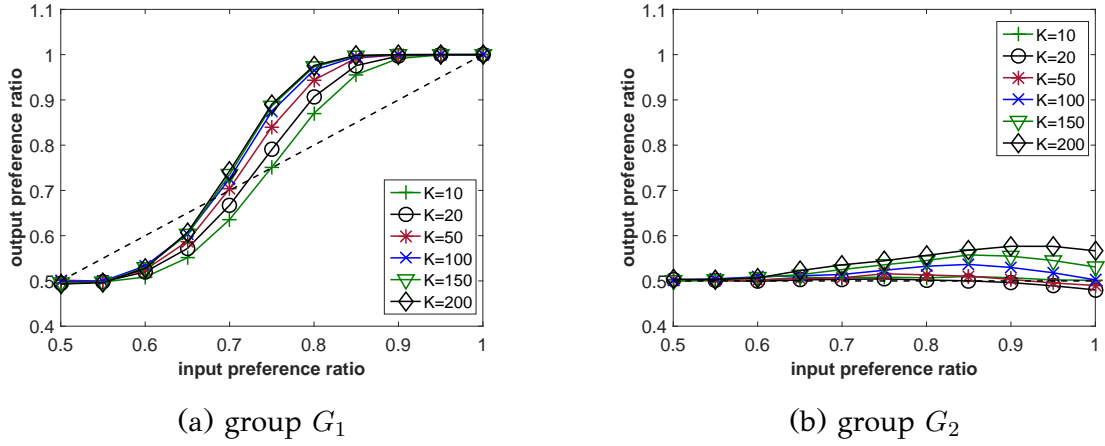 1.1
1
0.9
0.8
0.7
0.6
0.5
0.4
output preference ratio
0.5 0.6 0.7 0.8 0.9 1
input preference ratio
K=10
K=20
K=50
K=100
K=150
K=200
(a) group G1
1.1
1
0.9
0.8
0.7
0.6
0.5
0.4
output preference ratio
0.5 0.6 0.7 0.8 0.9 1
input preference ratio
K=10
K=20
K=50
K=100
K=150
K=200
(b) group G2